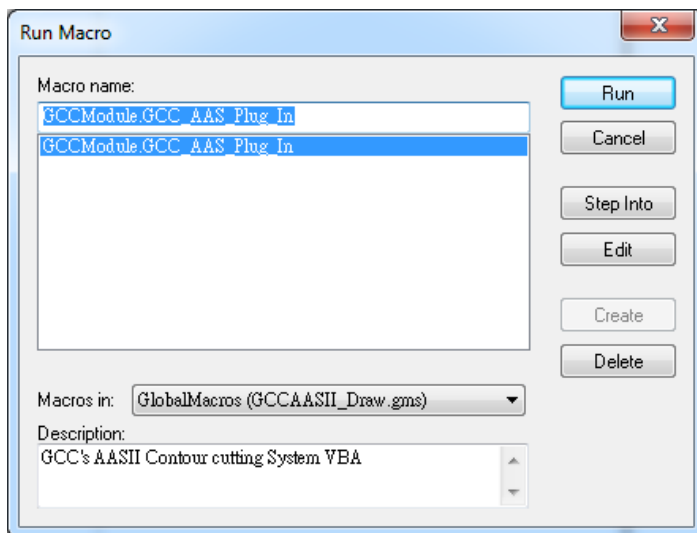 Run Macro
Macro name:
GCCModule.GCC_AAS_Plug_In
GCCModule.GCC_AAS_Plug_In
Run
Cancel
Step Into
Edit
Create
Delete
Macros in: GlobalMacros (GCCAASII_Draw.gms)
Description:
GCC's AASII Contour cutting System VBA